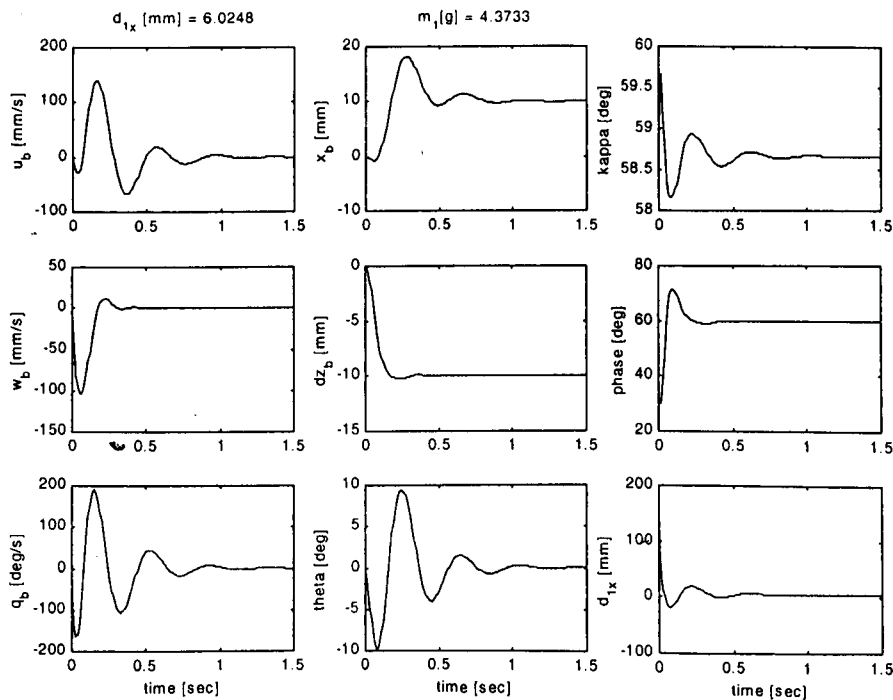 d1x [mm] = 6.0248
m1[g] = 4.3733
200
100
0
-100
0 0.5 1 1.5
u_b [mm/s]
20
10
0
-10
0 0.5 1 1.5
x_b [mm]
59.5
59
58.5
58
0 0.5 1 1.5
kappa [deg]
50
0
-50
-100
-150
0 0.5 1 1.5
w_b [mm/s]
0
-5
-10
-15
0 0.5 1 1.5
dz_b [mm]
80
60
40
20
0 0.5 1 1.5
phase [deg]
200
100
0
-100
-200
0 0.5 1 1.5
q_b [deg/s]
time [sec]
10
5
0
-5
-10
0 0.5 1 1.5
theta [deg]
time [sec]
200
100
0
-100
0 0.5 1 1.5
d1x [mm]
time [sec]